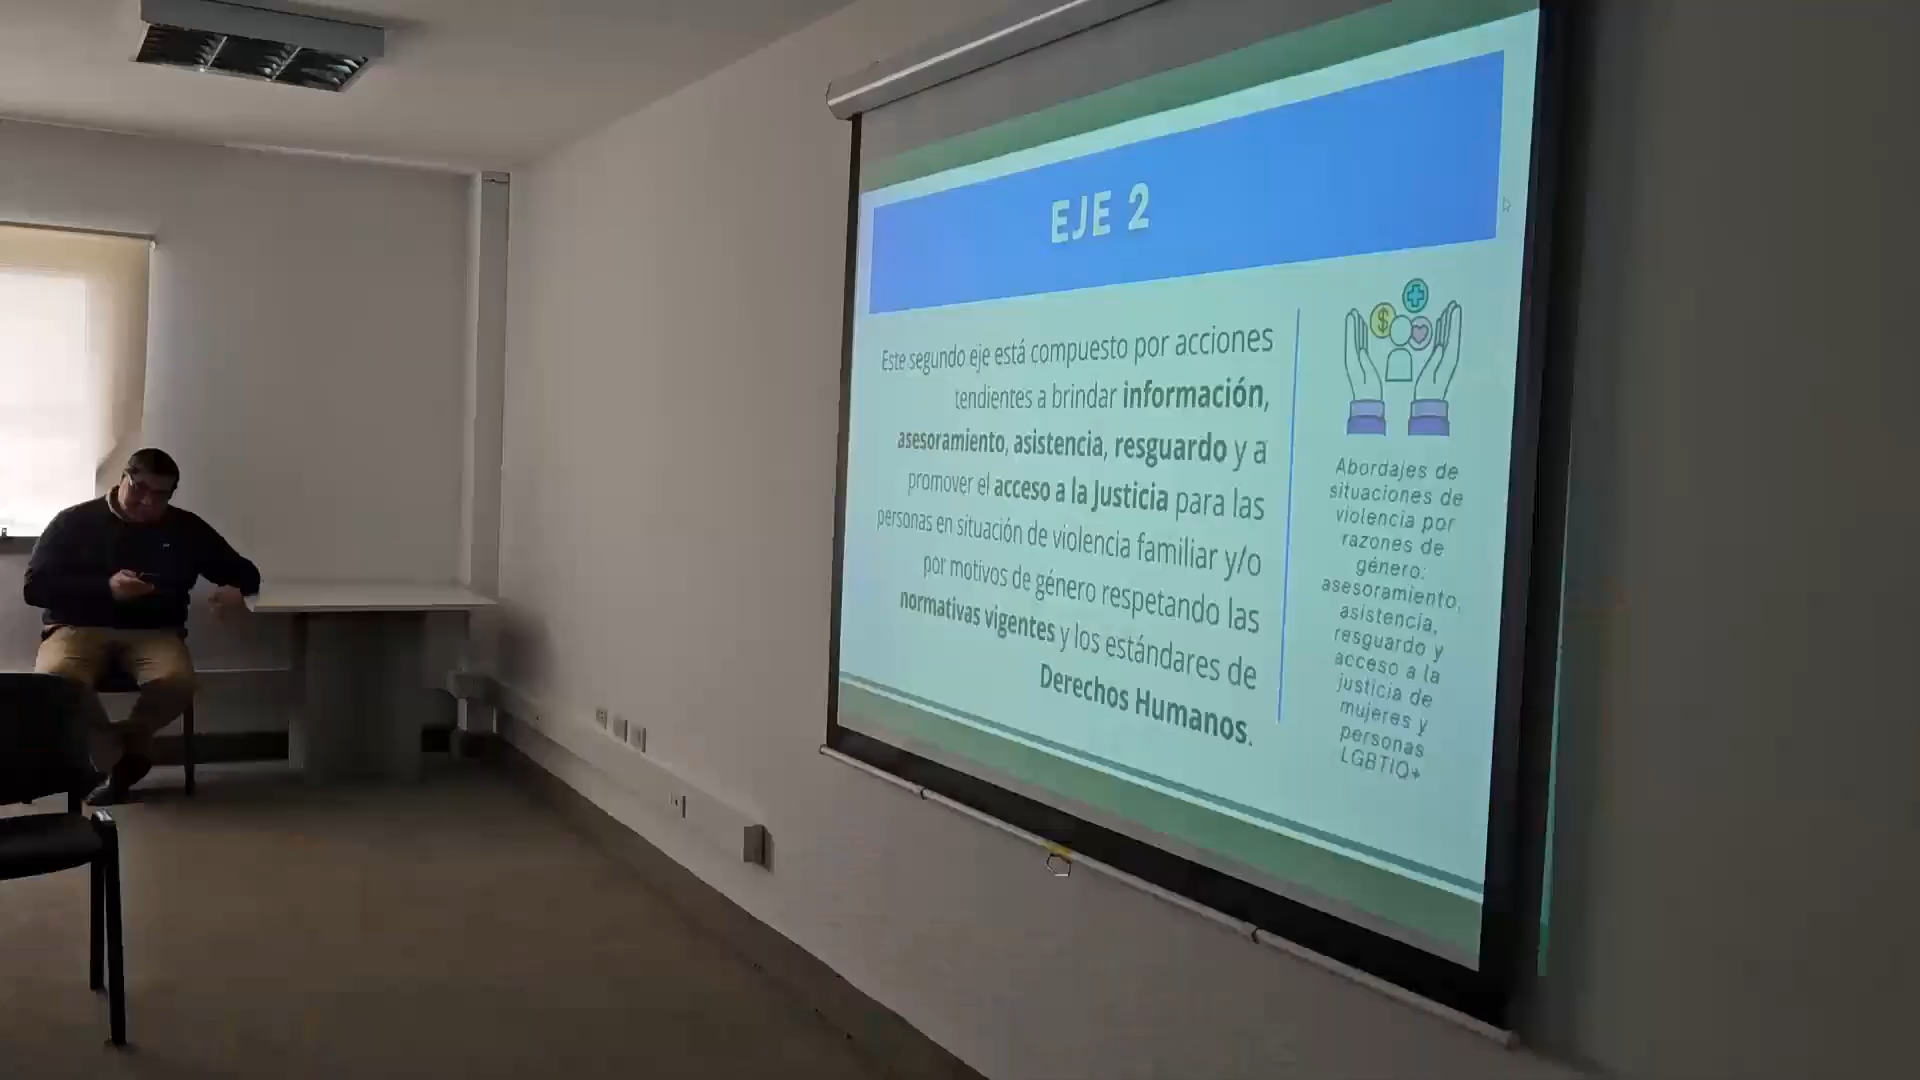 EJE 2
Este segundo eje está compuesto por acciones
tendientes a brindar información,
asesoramiento, asistencia, resguardo y a
promover el acceso a la Justicia para las
personas en situación de violencia familiar y/o
por motivos de género respetando las
normativas vigentes y los estándares de
Derechos Humanos.
$
Abordajes de
situaciones de
violencia por
razones de
género:
asesoramiento,
asistencia,
resguardo y
acceso a la
justicia de
mujeres y
personas
LGBTIQ+